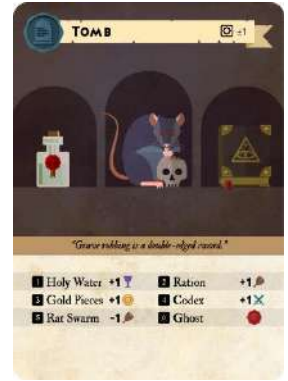 TOMB ±1
"Grave robbing is a double-edged sword."
1 Holy Water +1 2 Ration +1
3 Gold Pieces +1 4 Codex +1
5 Rat Swarm -1 6 Ghost